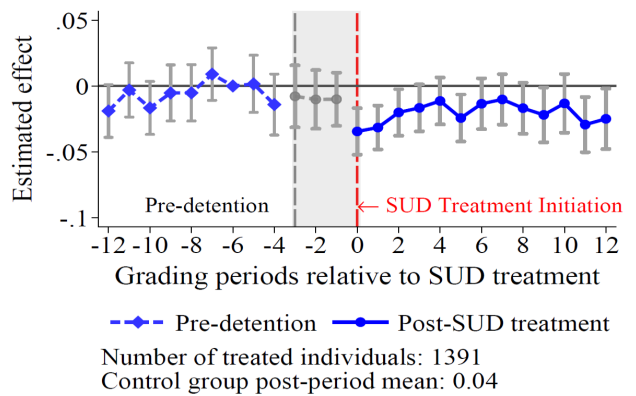 .05
0
-.05
-.1
Estimated effect
Pre-detention
← SUD Treatment Initiation
-12 -10 -8 -6 -4 -2 0 2 4 6 8 10 12
Grading periods relative to SUD treatment
Pre-detention Post-SUD treatment
Number of treated individuals: 1391
Control group post-period mean: 0.04